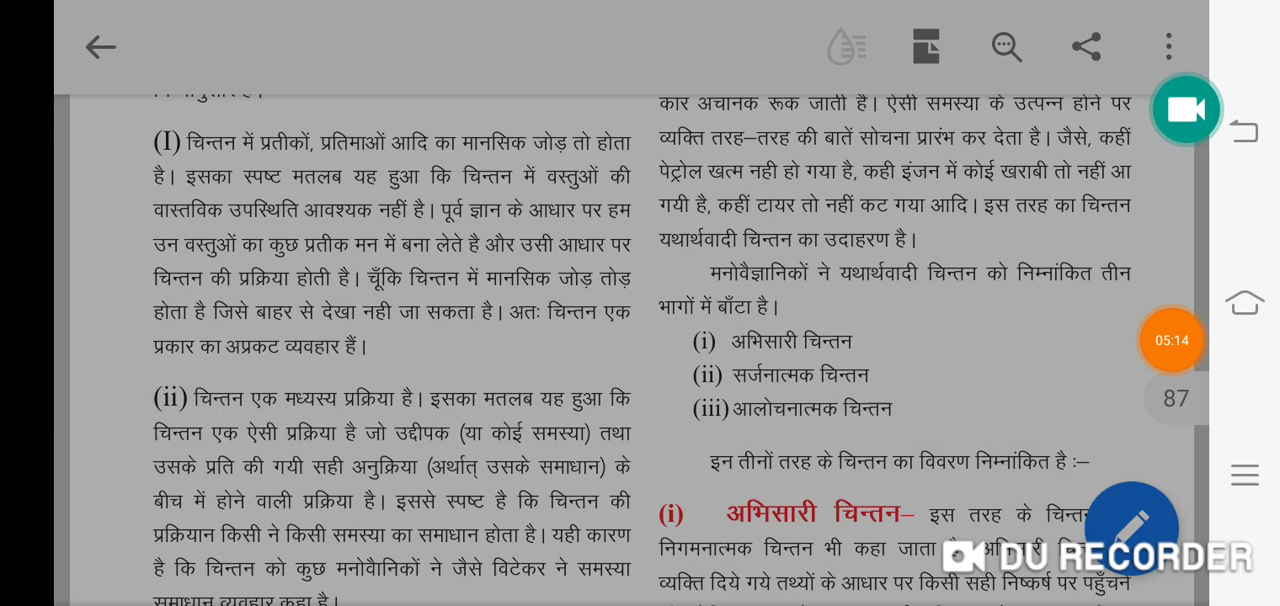 (I) चिन्तन में प्रतीकों, प्रतिमाओं आदि का मानसिक जोड़ तो होता
है। इसका स्पष्ट मतलब यह हुआ कि चिन्तन में वस्तुओं की
वास्तविक उपस्थिति आवश्यक नहीं है। पूर्व ज्ञान के आधार पर हम
उन वस्तुओं का कुछ प्रतीक मन में बना लेते है और उसी आधार पर
चिन्तन की प्रक्रिया होती है। चूँकि चिन्तन में मानसिक जोड़ तोड़
होता है जिसे बाहर से देखा नही जा सकता है। अतः चिन्तन एक
प्रकार का अप्रकट व्यवहार हैं।
(ii) चिन्तन एक मध्यस्य प्रक्रिया है। इसका मतलब यह हुआ कि
चिन्तन एक ऐसी प्रक्रिया है जो उद्दीपक (या कोई समस्या) तथा
उसके प्रति की गयी सही अनुक्रिया (अर्थात् उसके समाधान) के
बीच में होने वाली प्रक्रिया है। इससे स्पष्ट है कि चिन्तन की
प्रक्रियान किसी ने किसी समस्या का समाधान होता है। यही कारण
है कि चिन्तन को कुछ मनोवैानिकों ने जैसे विटेकर ने समस्या
समाधान व्यवहार कहा है।
कार अचानक रूक जाती है। ऐसी समस्या के उत्पन्न होने पर
व्यक्ति तरह–तरह की बातें सोचना प्रारंभ कर देता है। जैसे, कहीं
पेट्रोल खत्म नही हो गया है, कही इंजन में कोई खराबी तो नहीं आ
गयी है, कहीं टायर तो नहीं कट गया आदि। इस तरह का चिन्तन
यथार्थवादी चिन्तन का उदाहरण है।
मनोवैज्ञानिकों ने यथार्थवादी चिन्तन को निम्नांकित तीन
भागों में बाँटा है।
(i) अभिसारी चिन्तन
(ii) सर्जनात्मक चिन्तन
(iii) आलोचनात्मक चिन्तन
इन तीनों तरह के चिन्तन का विवरण निम्नांकित है :–
(i) अभिसारी चिन्तन– इस तरह के चिन्तन
निगमनात्मक चिन्तन भी कहा जाता है
व्यक्ति दिये गये तथ्यों के आधार पर किसी सही निष्कर्ष पर पहुँचने
05:14
87
DU RECORDER